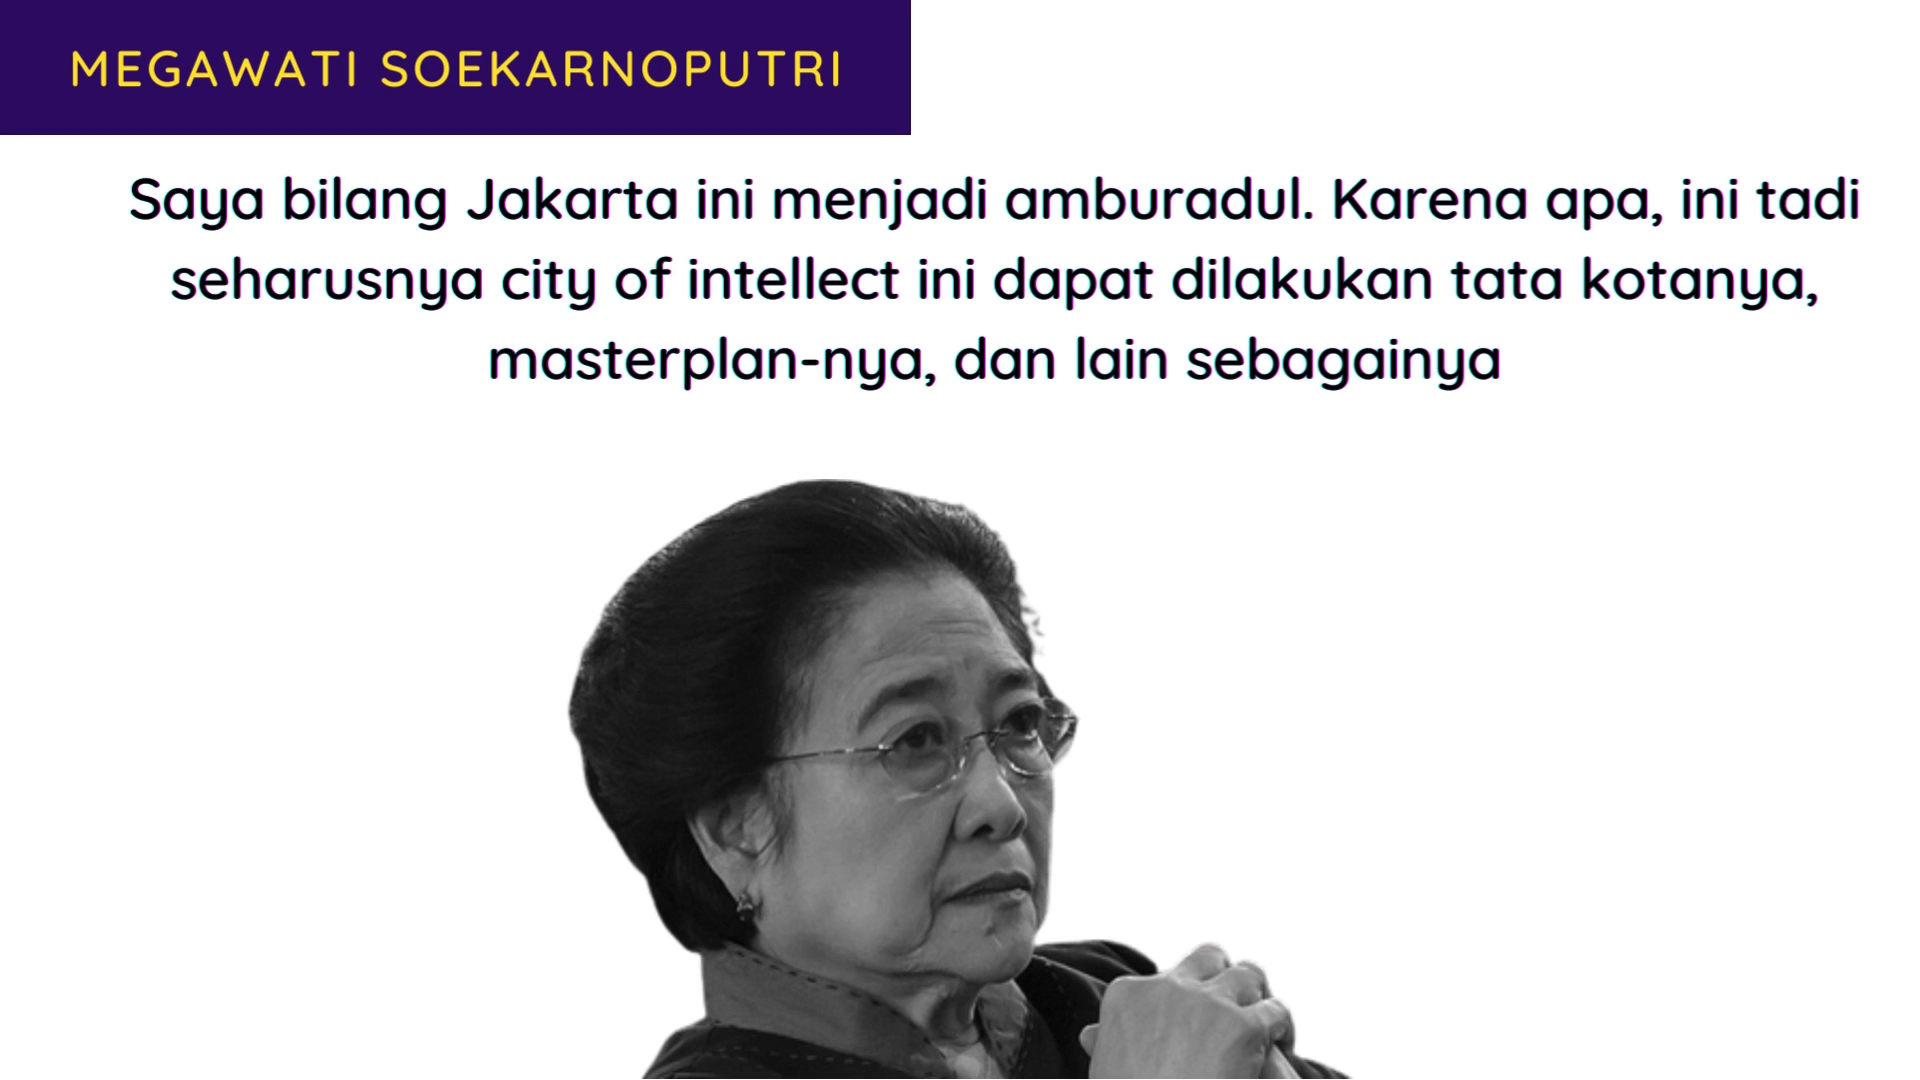 MEGAWATI SOEKARNOPUTRI
Saya bilang Jakarta ini menjadi amburadul. Karena apa, ini tadi
seharusnya city of intellect ini dapat dilakukan tata kotanya,
masterplan-nya, dan lain sebagainya